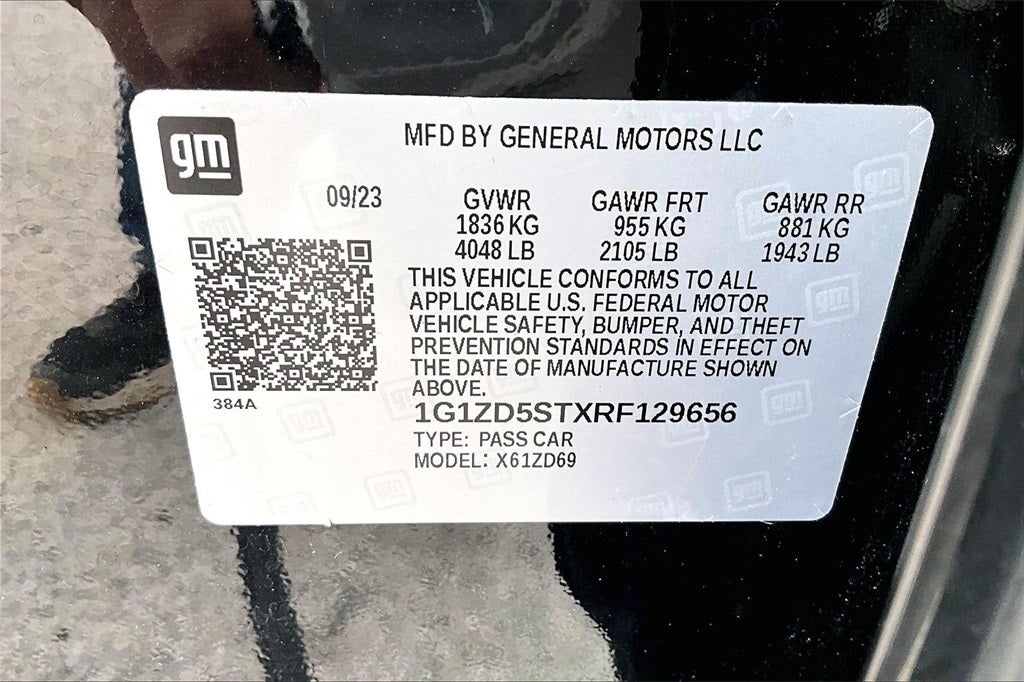 gm
MFD BY GENERAL MOTORS LLC
09/23 GVWR GAWR FRT GAWR RR
1836 KG 955 KG 881 KG
4048 LB 2105 LB 1943 LB
THIS VEHICLE CONFORMS TO ALL
APPLICABLE U.S. FEDERAL MOTOR
VEHICLE SAFETY, BUMPER, AND THEFT
PREVENTION STANDARDS IN EFFECT ON
THE DATE OF MANUFACTURE SHOWN
ABOVE.
384A
1G1ZD5STXRF129656
TYPE: PASS CAR
MODEL: X61ZD69